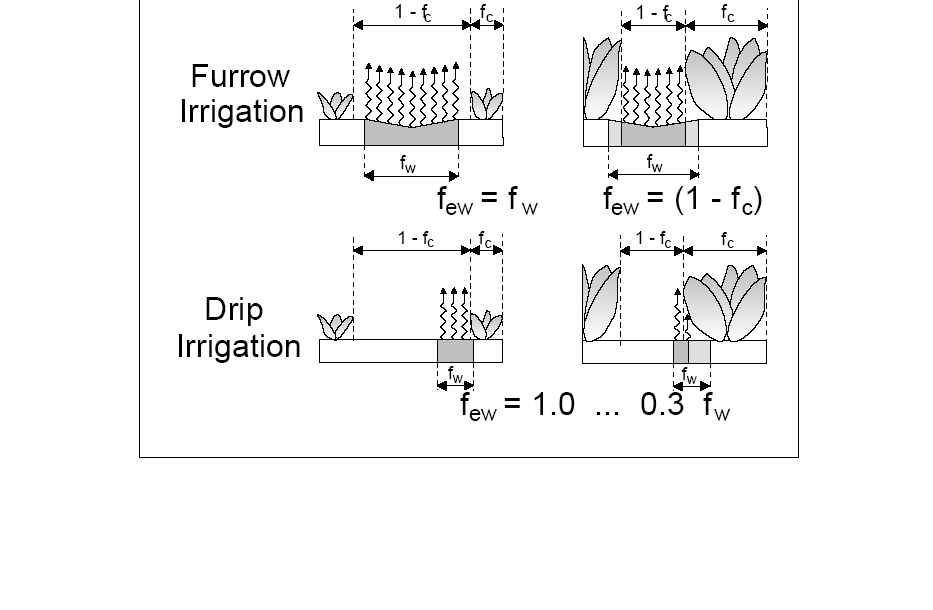 1 - fc fc 1 - fc fc
Furrow
Irrigation
fw fw
few = fw few = (1 - fc)
1 - fc fc 1 - fc fc
Drip
Irrigation
fw fw
few = 1.0 ... 0.3 fw